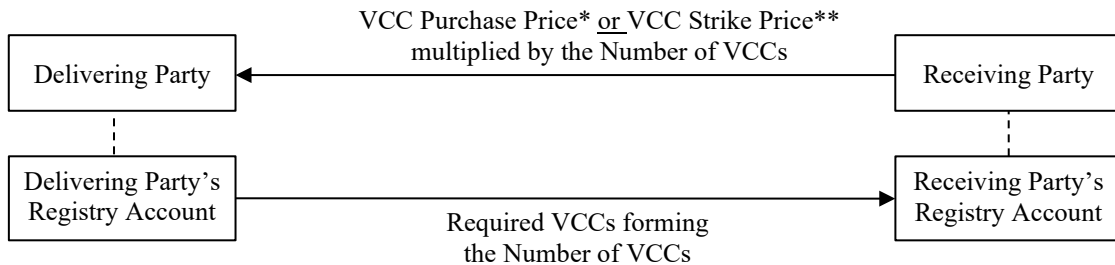 VCC Purchase Price* or VCC Strike Price**
multiplied by the Number of VCCs
Delivering Party
Receiving Party
Delivering Party’s
Registry Account
Receiving Party’s
Registry Account
Required VCCs forming
the Number of VCCs